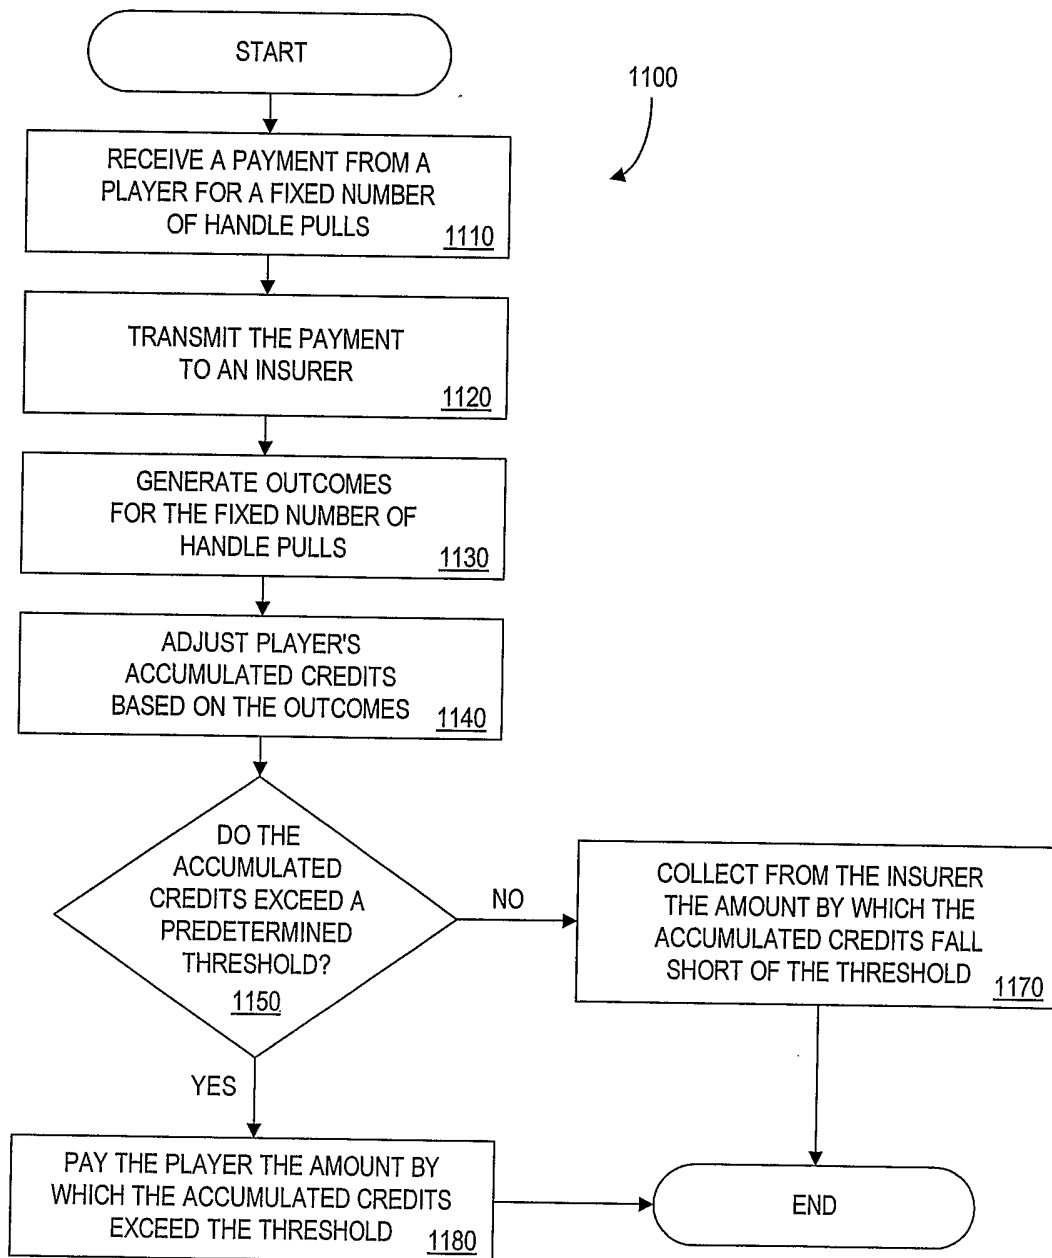 START
1100
RECEIVE A PAYMENT FROM A
PLAYER FOR A FIXED NUMBER
OF HANDLE PULLS
1110
TRANSMIT THE PAYMENT
TO AN INSURER
1120
GENERATE OUTCOMES
FOR THE FIXED NUMBER OF
HANDLE PULLS
1130
ADJUST PLAYER'S
ACCUMULATED CREDITS
BASED ON THE OUTCOMES
1140
DO THE
ACCUMULATED
CREDITS EXCEED A
PREDETERMINED
THRESHOLD?
1150
NO
COLLECT FROM THE INSURER
THE AMOUNT BY WHICH THE
ACCUMULATED CREDITS FALL
SHORT OF THE THRESHOLD
1170
YES
PAY THE PLAYER THE AMOUNT BY
WHICH THE ACCUMULATED CREDITS
EXCEED THE THRESHOLD
1180
END